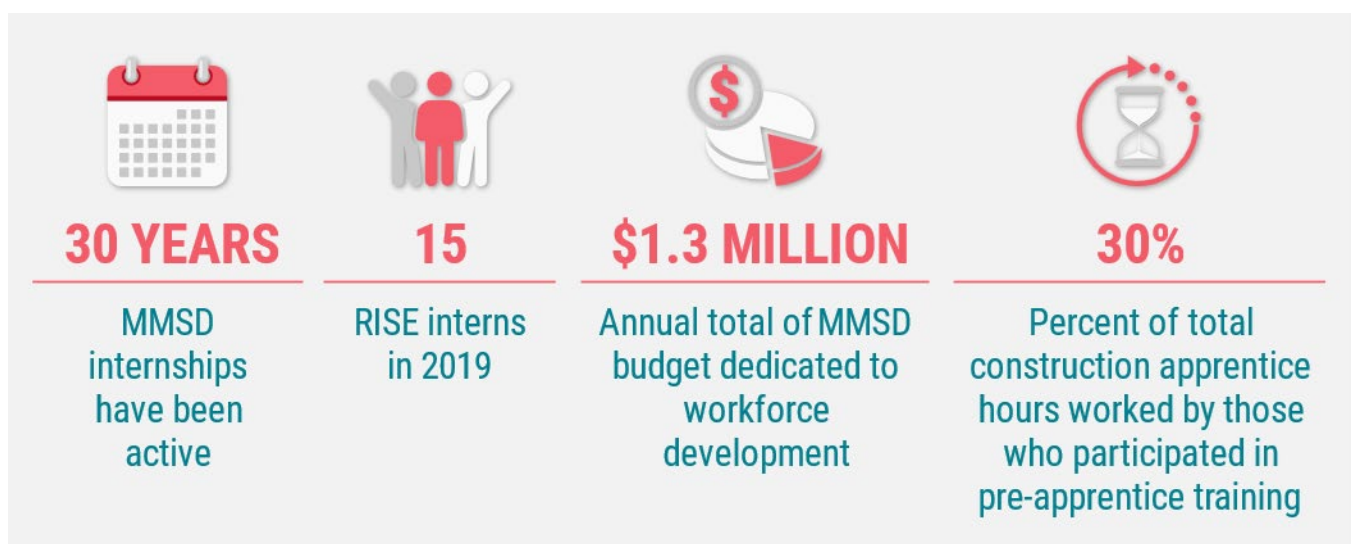 30 YEARS
MMSD
internships
have been
active
15
RISE interns
in 2019
$
$1.3 MILLION
Annual total of MMSD
budget dedicated to
workforce
development
30%
Percent of total
construction apprentice
hours worked by those
who participated in
pre-apprentice training